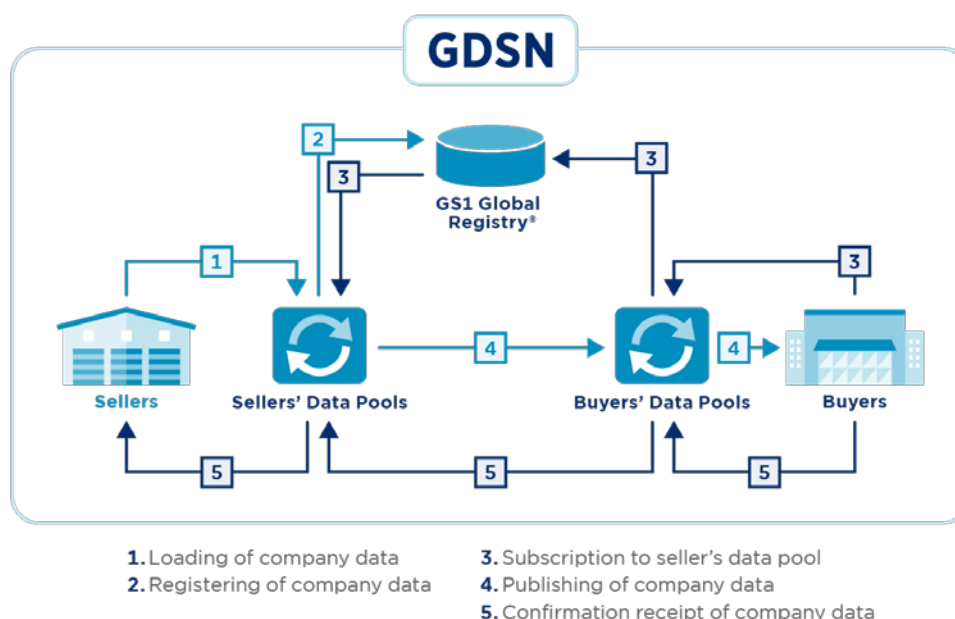 GDSN
2
3
3
GS1 Global
Registry®
1
3
4
4
Sellers
Sellers' Data Pools
Buyers' Data Pools
Buyers
5
5
5
1. Loading of company data
2. Registering of company data
3. Subscription to seller's data pool
4. Publishing of company data
5. Confirmation receipt of company data